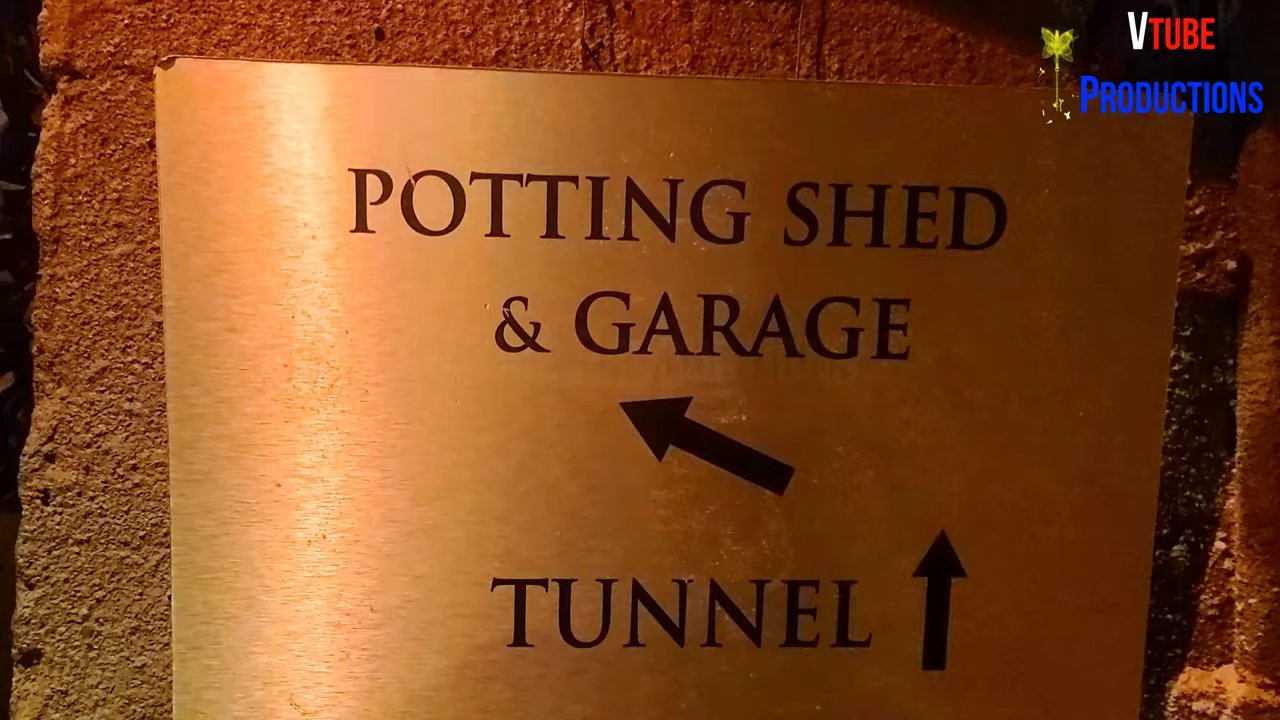 VTUBE
PRODUCTIONS
POTTING SHED
& GARAGE
TUNNEL